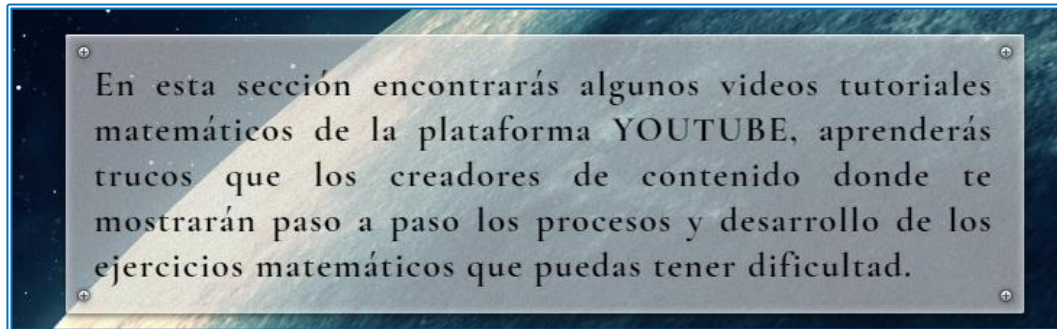 En esta sección encontrarás algunos videos tutoriales
matemáticos de la plataforma YOUTUBE, aprenderás
trucos que los creadores de contenido donde te
mostrarán paso a paso los procesos y desarrollo de los
ejercicios matemáticos que puedas tener dificultad.